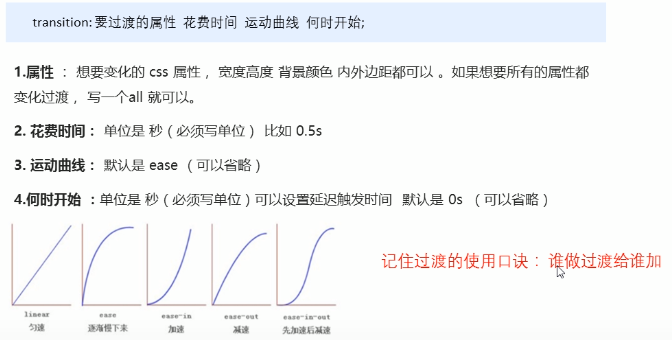 transition: 要过渡的属性 花费时间 运动曲线 何时开始;
1.属性 ： 想要变化的 css 属性， 宽度高度 背景颜色 内外边距都可以 。如果想要所有的属性都
变化过渡， 写一个all 就可以。
2. 花费时间： 单位是 秒（必须写单位） 比如 0.5s
3. 运动曲线： 默认是 ease （可以省略）
4.何时开始 ：单位是 秒（必须写单位）可以设置延迟触发时间 默认是 0s （可以省略）
记住过渡的使用口诀： 谁做过渡给谁加
linear ease ease-in ease-out ease-in-out
匀速 逐渐慢下来 加速 减速 先加速后减速